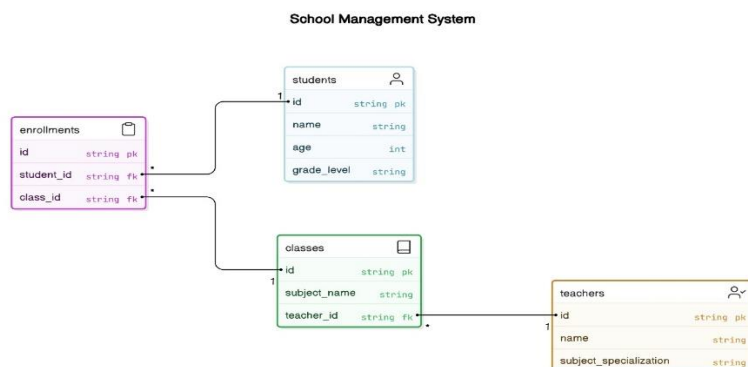 School Management System
students
1
id string pk
name string
age int
grade_level string
enrollments
id string pk
student_id string fk *
class_id string fk *
classes
id string pk
1
subject_name string
teacher_id string fk *
teachers
id string pk
1
name string
subject_specialization string